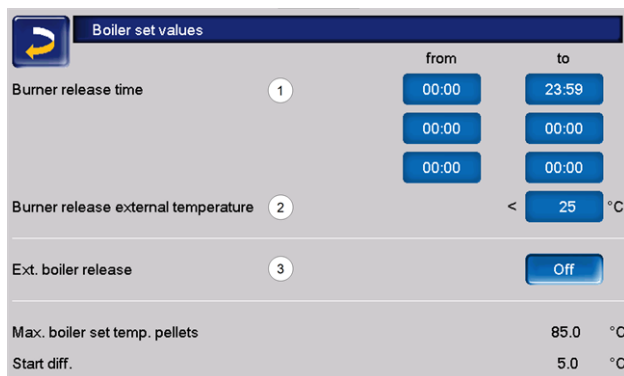 Boiler set values
from to
Burner release time 1 00:00 23:59
00:00 00:00
00:00 00:00
Burner release external temperature 2 < 25 °C
Ext. boiler release 3 Off
Max. boiler set temp. pellets 85.0 °C
Start diff. 5.0 °C